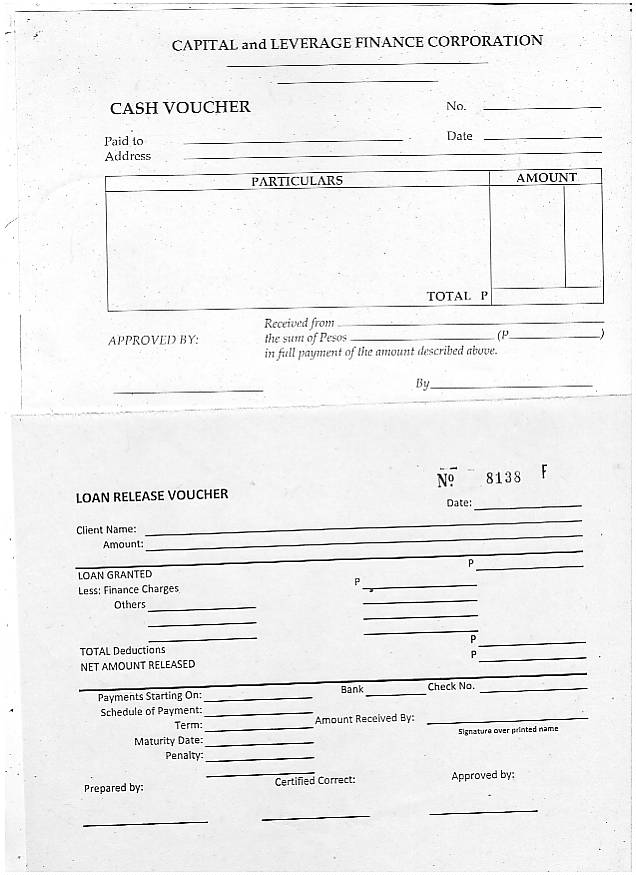 CAPITAL and LEVERAGE FINANCE CORPORATION
CASH VOUCHER No.
Paid to Date
Address
PARTICULARS AMOUNT
TOTAL P
Received from
APPROVED BY: the sum of Pesos (P )
in full payment of the amount described above.
By
Nº 8138 F
LOAN RELEASE VOUCHER
Date:
Client Name:
Amount:
LOAN GRANTED P
Less: Finance Charges P
Others
TOTAL Deductions P
NET AMOUNT RELEASED P
Payments Starting On: Bank Check No.
Schedule of Payment:
Term: Amount Received By:
Signature over printed name
Maturity Date:
Penalty:
Prepared by: Certified Correct: Approved by: